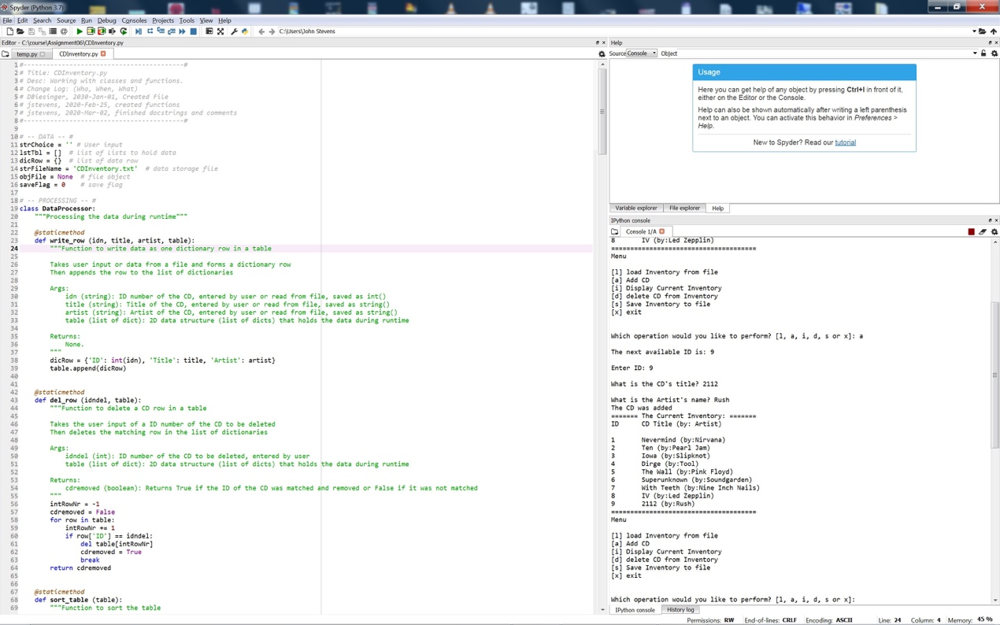 Spyder (Python 3.7)
File Edit Search Source Run Debug Consoles Projects Tools View Help
C:\Users\John Stevens
Editor - C:\course\Assignment06\CDInventory.py
temp.py
CDInventory.py
1 #------------------------------------------#
2 # Title: CDInventory.py
3 # Desc: Working with classes and functions.
4 # Change Log: (Who, When, What)
5 # DBiesinger, 2030-Jan-01, Created File
6 # jstevens, 2020-Feb-25, created functions
7 # jstevens, 2020-Mar-02, finished docstrings and comments
8 #------------------------------------------#
9
10 # -- DATA -- #
11 strChoice = '' # User input
12 lstTbl = []  # list of lists to hold data
13 dicRow = {}  # list of data row
14 strFileName = 'CDInventory.txt'  # data storage file
15 objFile = None  # file object
16 saveFlag = 0    # save flag
17
18 # -- PROCESSING -- #
19 class DataProcessor:
20     """Processing the data during runtime"""
21
22     @staticmethod
23     def write_row (idn, title, artist, table):
24         """Function to write data as one dictionary row in a table
25
26         Takes user input or data from a file and forms a dictionary row
27         Then appends the row to the list of dictionaries
28
29         Args:
30             idn (string): ID number of the CD, entered by user or read from file, saved as int()
31             title (string): Title of the CD, entered by user or read from file, saved as string()
32             artist (string): Artist of the CD, entered by user or read from file, saved as string()
33             table (list of dict): 2D data structure (list of dicts) that holds the data during runtime
34
35         Returns:
36             None.
37         """
38         dicRow = {'ID': int(idn), 'Title': title, 'Artist': artist}
39         table.append(dicRow)
40
41
42     @staticmethod
43     def del_row (idndel, table):
44         """Function to delete a CD row in a table
45
46         Takes the user input of a ID number of the CD to be deleted
47         Then deletes the matching row in the list of dictionaries
48
49         Args:
50             idndel (int): ID number of the CD to be deleted, entered by user
51             table (list of dict): 2D data structure (list of dicts) that holds the data during runtime
52
53         Returns:
54             cdremoved (boolean): Returns True if the ID of the CD was matched and removed or False if it was not matched
55         """
56         intRowNr = -1
57         cdremoved = False
58         for row in table:
59             intRowNr += 1
60             if row['ID'] == idndel:
61                 del table[intRowNr]
62                 cdremoved = True
63                 break
64         return cdremoved
65
66
67     @staticmethod
68     def sort_table (table):
69         """Function to sort the table
Help
Source Console Object
Usage
Here you can get help of any object by pressing Ctrl+I in front of it,
either on the Editor or the Console.
Help can also be shown automatically after writing a left parenthesis
next to an object. You can activate this behavior in Preferences >
Help.
New to Spyder? Read our tutorial
Variable explorer File explorer Help
IPython console
Console 1/A
8 IV (by:Led Zepplin)
======================================
Menu
[l] load Inventory from file
[a] Add CD
[i] Display Current Inventory
[d] delete CD from Inventory
[s] Save Inventory to file
[x] exit
Which operation would you like to perform? [l, a, i, d, s or x]: a
The next available ID is: 9
Enter ID: 9
What is the CD's title? 2112
What is the Artist's name? Rush
The CD was added
======= The Current Inventory: =======
ID CD Title (by: Artist)
1 Nevermind (by:Nirvana)
2 Ten (by:Pearl Jam)
3 Iowa (by:Slipknot)
4 Dirge (by:Tool)
5 The Wall (by:Pink Floyd)
6 Superunknown (by:Soundgarden)
7 With Teeth (by:Nine Inch Nails)
8 IV (by:Led Zepplin)
9 2112 (by:Rush)
======================================
Menu
[l] load Inventory from file
[a] Add CD
[i] Display Current Inventory
[d] delete CD from Inventory
[s] Save Inventory to file
[x] exit
Which operation would you like to perform? [l, a, i, d, s or x]:
IPython console History log
Permissions: RW End-of-lines: CRLF Encoding: ASCII Line: 24 Column: 4 Memory: 45 %